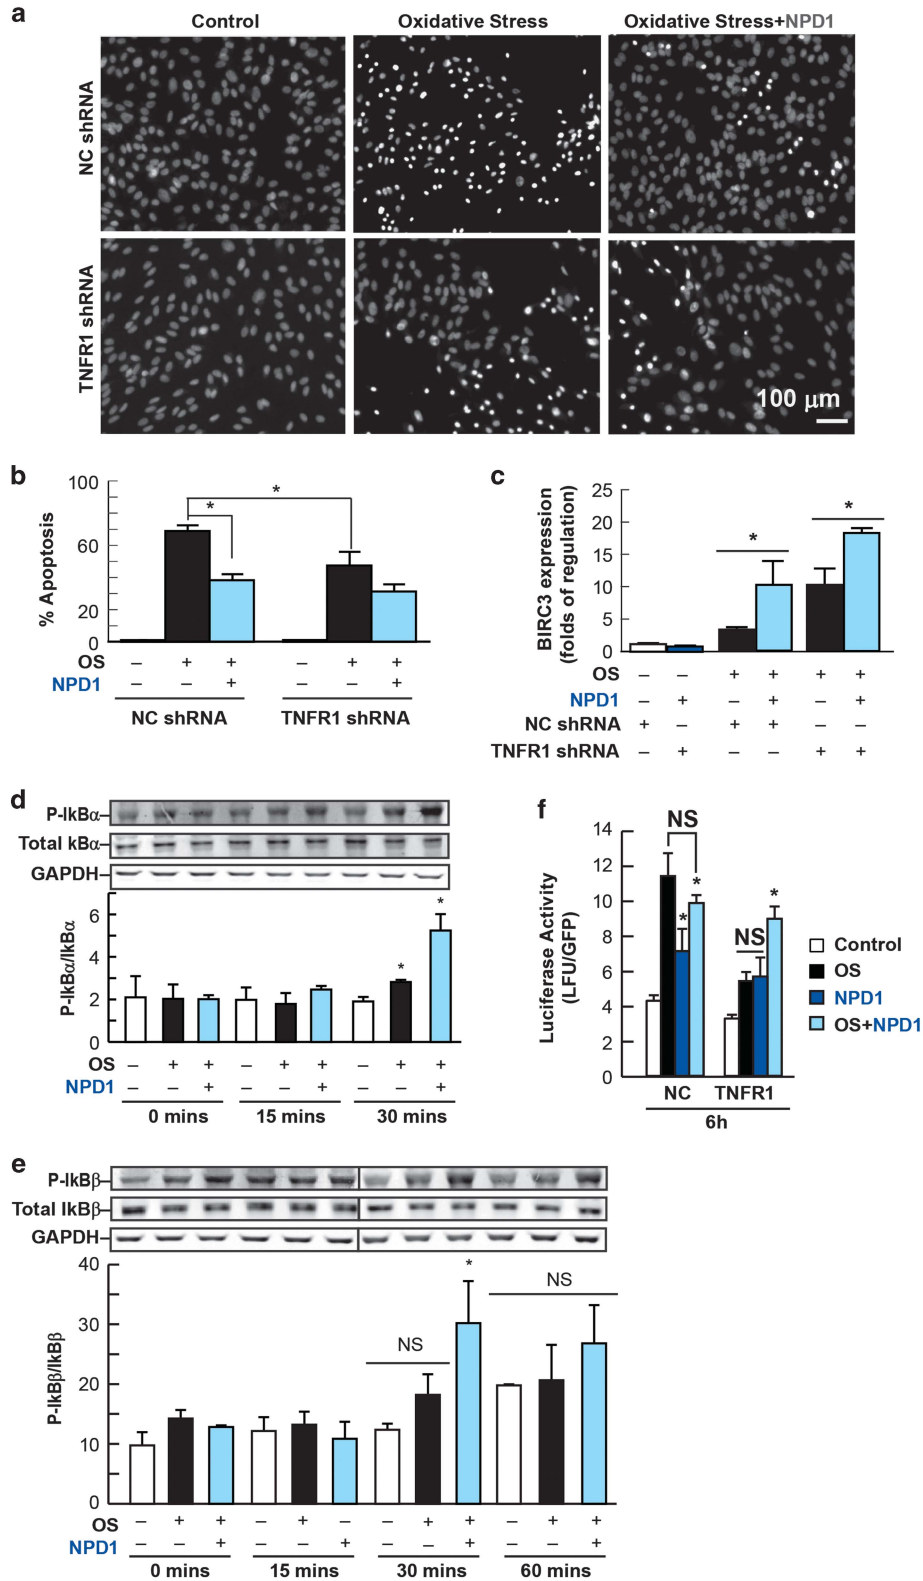 a
Control Oxidative Stress Oxidative Stress+NPD1
NC shRNA
TNFR1 shRNA
100 µm
b
% Apoptosis
100
60
20
0
*
*
OS – + + – + +
NPD1 – – + – – +
NC shRNA TNFR1 shRNA
c
BIRC3 expression
(folds of regulation)
25
20
15
10
5
0
*
*
OS – – + + + +
NPD1 – + – + – +
NC shRNA + – + + – –
TNFR1 shRNA – + – – + +
d
P-IkBα
Total kBα
GAPDH
P-IkBα/IkBα
6
4
2
0
*
*
OS – + + – + + – + +
NPD1 – – + – – + – – +
0 mins 15 mins 30 mins
f
Luciferase Activity
(LFU/GFP)
14
12
10
8
6
4
2
0
NS
*
*
NS
*
NC TNFR1
6h
Control
OS
NPD1
OS+NPD1
e
P-IkBβ
Total IkBβ
GAPDH
P-IkBβ/IkBβ
40
30
20
10
0
NS
*
NS
OS – + + – + – – + + – + +
NPD1 – – + – – + – – + – – +
0 mins 15 mins 30 mins 60 mins